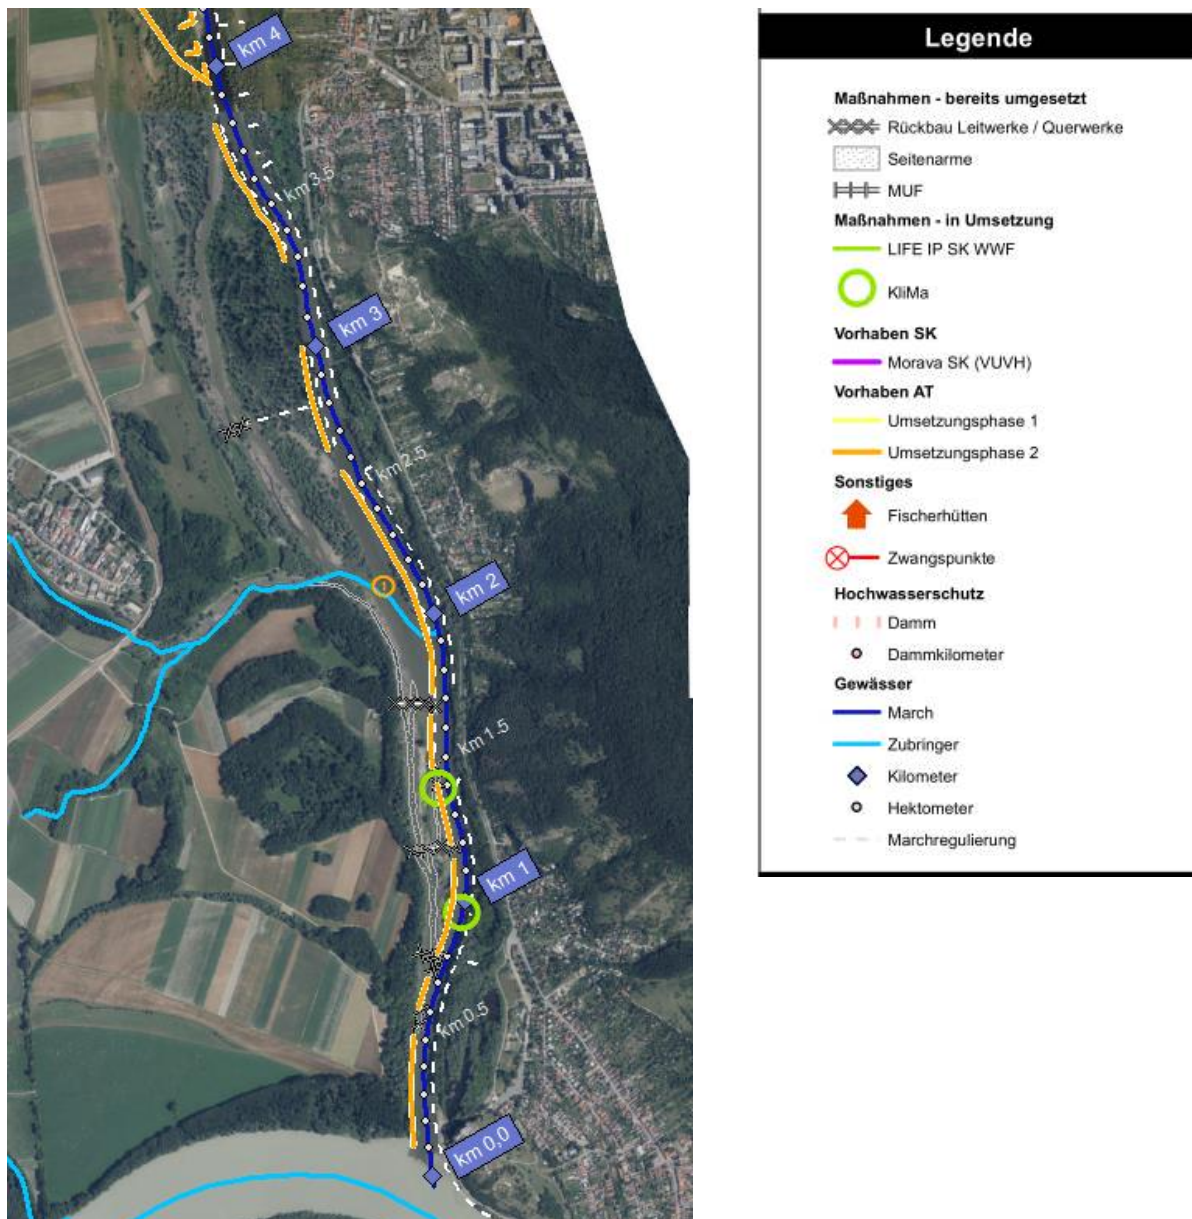 km 4
km 3.5
km 3
km 2.5
km 2
1
km 1.5
km 1
km 0.5
km 0,0
Legende
Maßnahmen - bereits umgesetzt
Rückbau Leitwerke / Querwerke
Seitenarme
MUF
Maßnahmen - in Umsetzung
LIFE IP SK WWF
KliMa
Vorhaben SK
Morava SK (VUVH)
Vorhaben AT
Umsetzungsphase 1
Umsetzungsphase 2
Sonstiges
Fischerhütten
Zwangspunkte
Hochwasserschutz
Damm
Dammkilometer
Gewässer
March
Zubringer
Kilometer
Hektometer
Marchregulierung